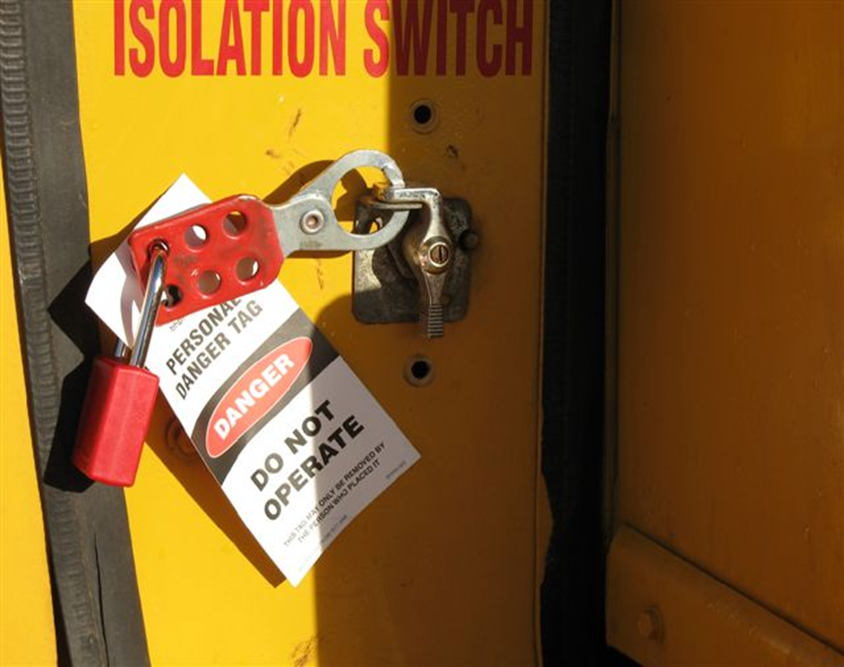 ISOLATION SWITCH
PERSONAL
DANGER TAG
DANGER
DO NOT
OPERATE
THIS TAG MAY ONLY BE REMOVED BY
THE PERSON WHO PLACED IT